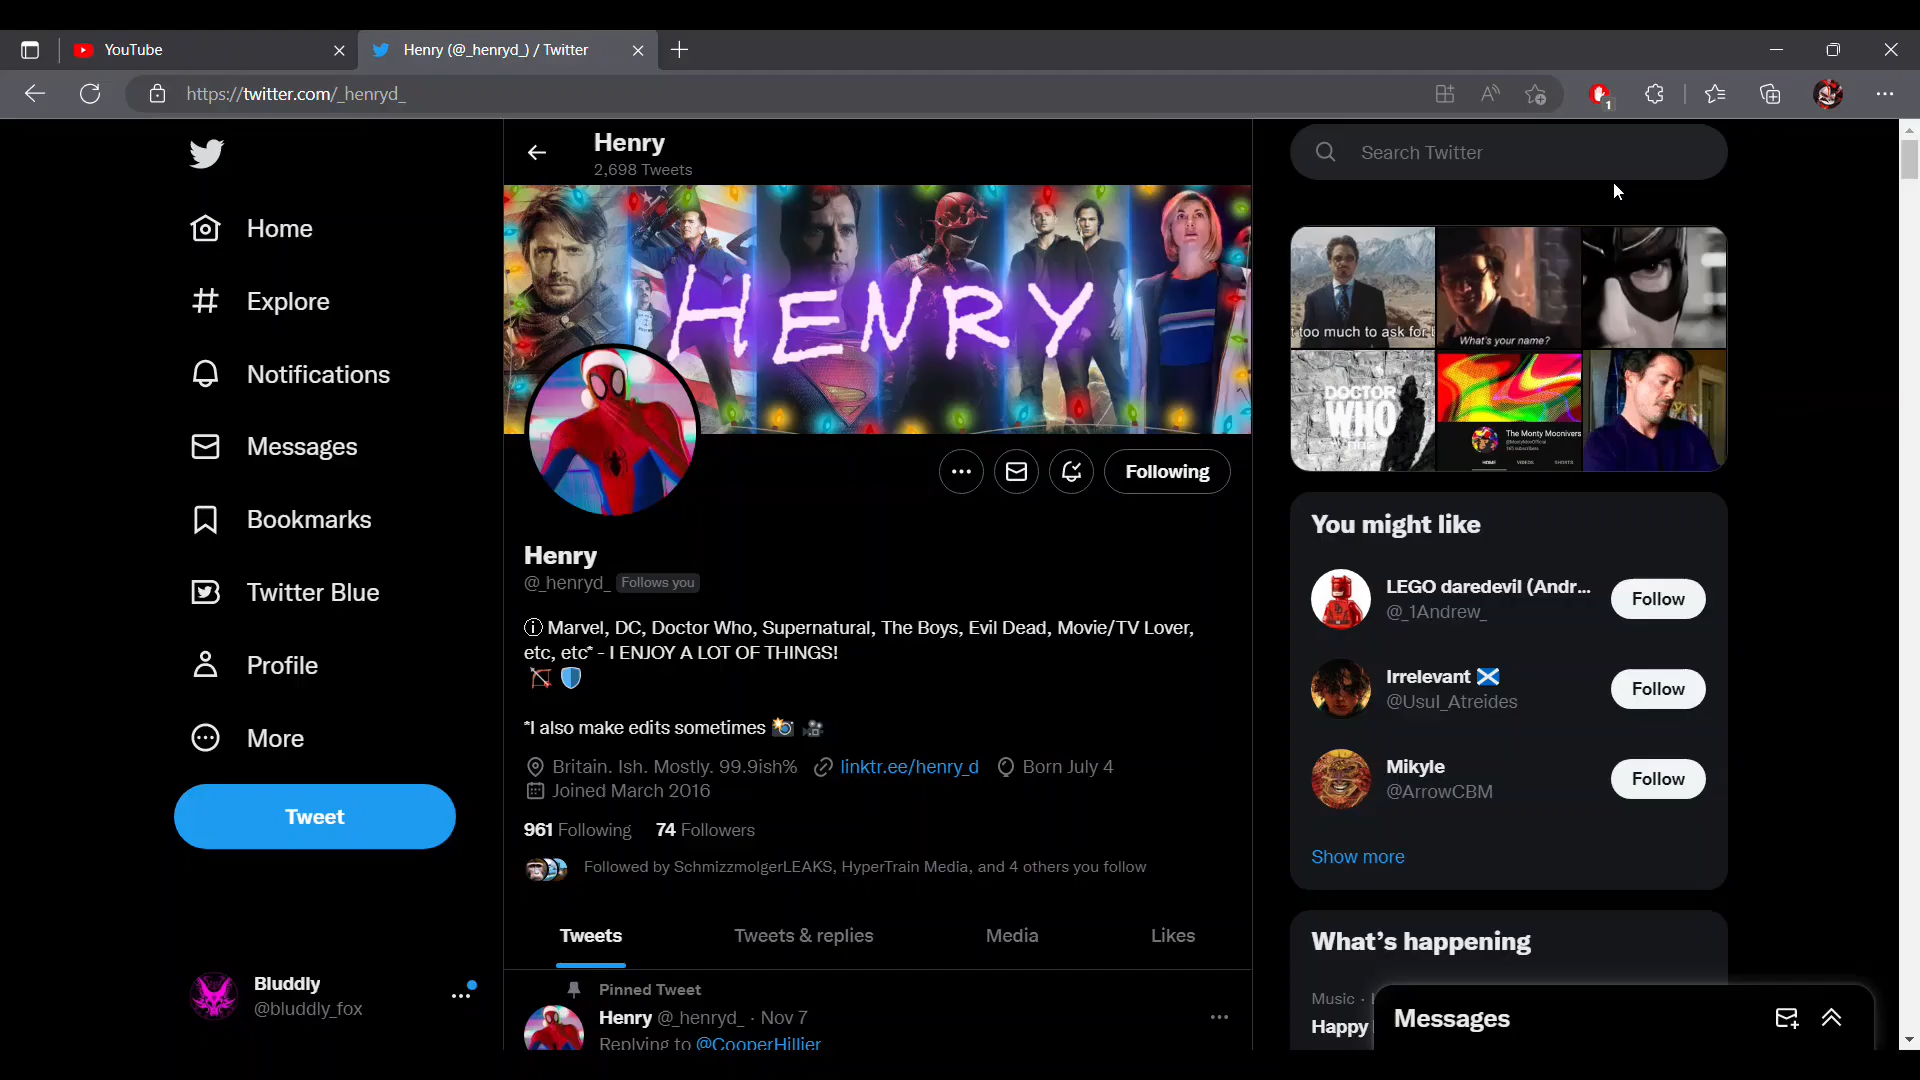 YouTube
Henry (@_henryd_) / Twitter
https://twitter.com/_henryd_
1
Henry
2,698 Tweets
Search Twitter
Home
Explore
Notifications
Messages
Bookmarks
Twitter Blue
Profile
More
Tweet
Bluddly
@bluddly_fox
HENRY
Following
Henry
@_henryd_ Follows you
ⓘ Marvel, DC, Doctor Who, Supernatural, The Boys, Evil Dead, Movie/TV Lover,
etc, etc* - I ENJOY A LOT OF THINGS!
🏹 🛡️
*I also make edits sometimes 📸 🎥
Britain. Ish. Mostly. 99.9ish% linktr.ee/henry_d Born July 4
Joined March 2016
961 Following 74 Followers
Followed by SchmizzmolgerLEAKS, HyperTrain Media, and 4 others you follow
Tweets Tweets & replies Media Likes
Pinned Tweet
Henry @_henryd_ · Nov 7
Replying to @CooperHillier
t too much to ask for
What's your name?
DOCTOR
WHO
The Monty Moonivers
HOME VIDEOS SHORTS
You might like
LEGO daredevil (Andr...
@_1Andrew_
Follow
Irrelevant 🏴󠁧󠁢󠁳󠁣󠁴󠁿
@Usul_Atreides
Follow
Mikyle
@ArrowCBM
Follow
Show more
What's happening
Music ·
Happy
Messages